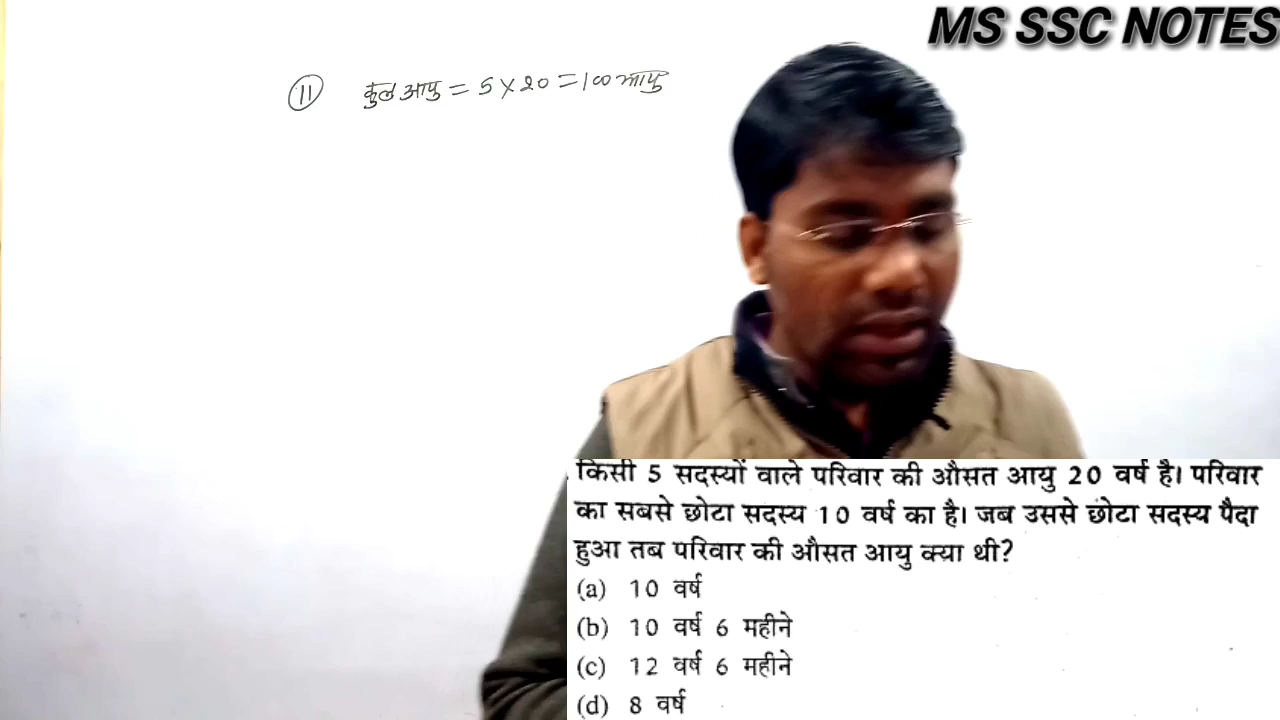 MS SSC NOTES
11 कुल आयु = 5 × 20 = 100 आयु
किसी 5 सदस्यों वाले परिवार की औसत आयु 20 वर्ष है। परिवार
का सबसे छोटा सदस्य 10 वर्ष का है। जब उससे छोटा सदस्य पैदा
हुआ तब परिवार की औसत आयु क्या थी?
(a) 10 वर्ष
(b) 10 वर्ष 6 महीने
(c) 12 वर्ष 6 महीने
(d) 8 वर्ष